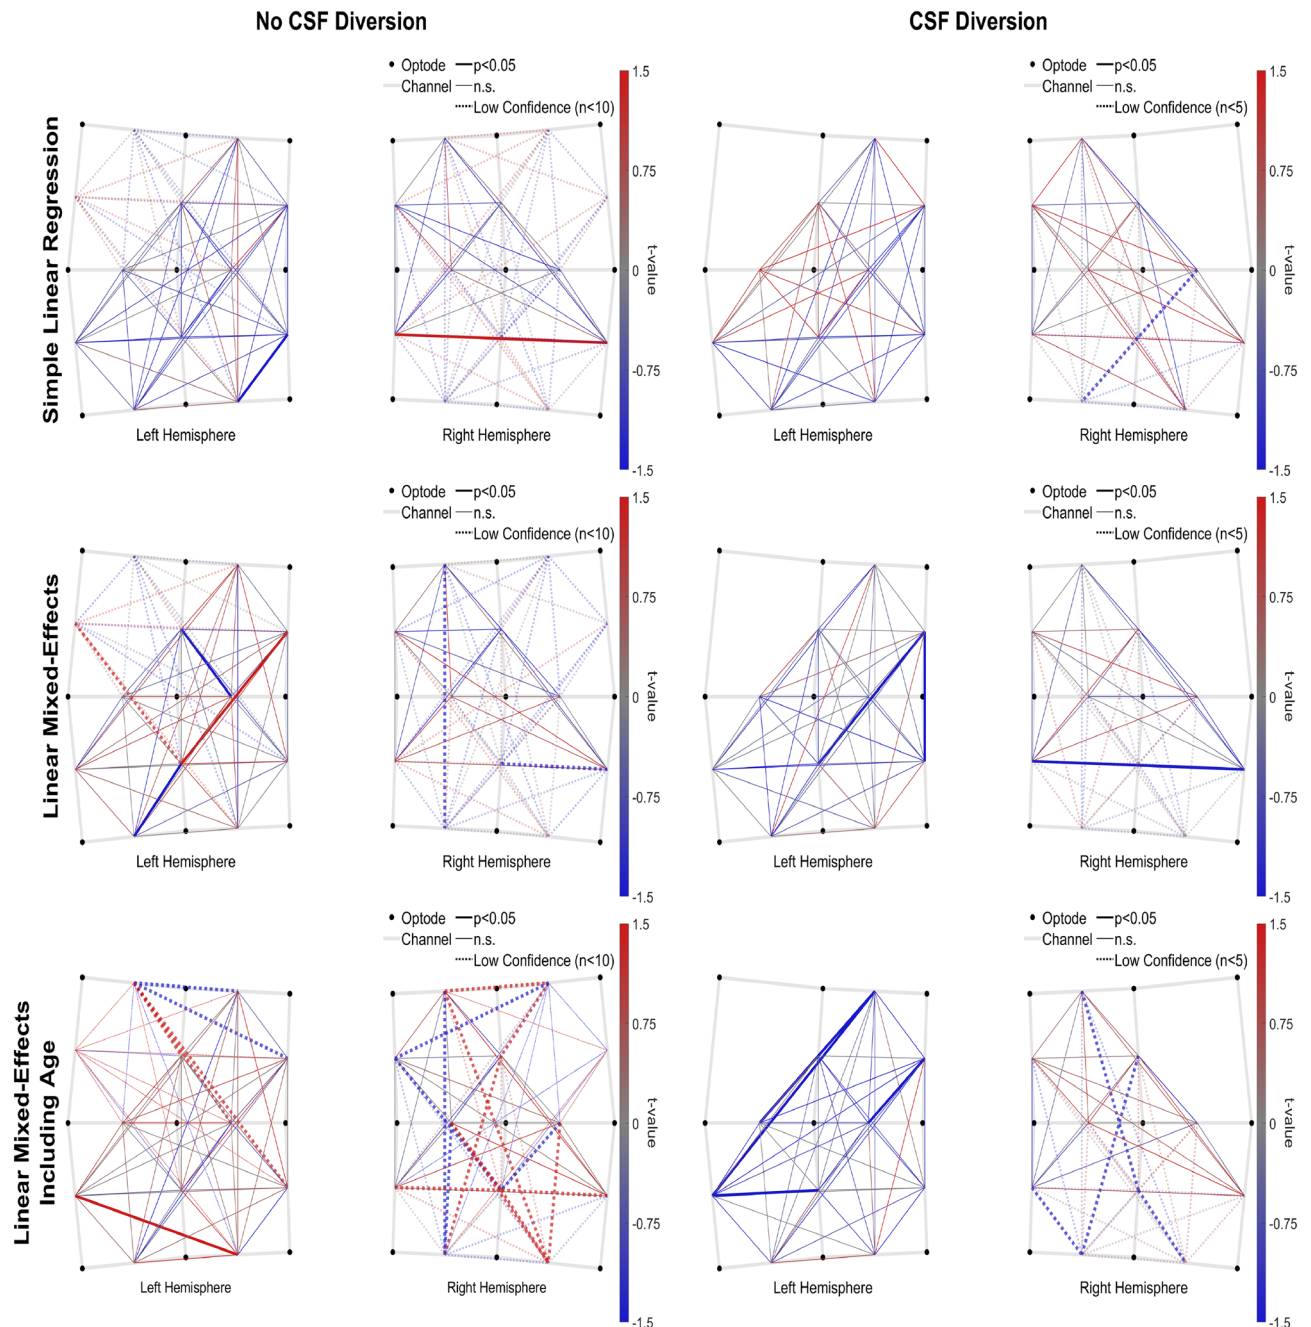 No CSF Diversion
CSF Diversion
Simple Linear Regression
Optode
p<0.05
Channel
n.s.
Low Confidence (n<10)
1.5
0.75
0
-0.75
-1.5
t-value
Left Hemisphere
Right Hemisphere
Optode
p<0.05
Channel
n.s.
Low Confidence (n<5)
1.5
0.75
0
-0.75
-1.5
t-value
Left Hemisphere
Right Hemisphere
Linear Mixed-Effects
Optode
p<0.05
Channel
n.s.
Low Confidence (n<10)
1.5
0.75
0
-0.75
-1.5
t-value
Left Hemisphere
Right Hemisphere
Optode
p<0.05
Channel
n.s.
Low Confidence (n<5)
1.5
0.75
0
-0.75
-1.5
t-value
Left Hemisphere
Right Hemisphere
Linear Mixed-Effects
Including Age
Optode
p<0.05
Channel
n.s.
Low Confidence (n<10)
1.5
0.75
0
-0.75
-1.5
t-value
Left Hemisphere
Right Hemisphere
Optode
p<0.05
Channel
n.s.
Low Confidence (n<5)
1.5
0.75
0
-0.75
-1.5
t-value
Left Hemisphere
Right Hemisphere